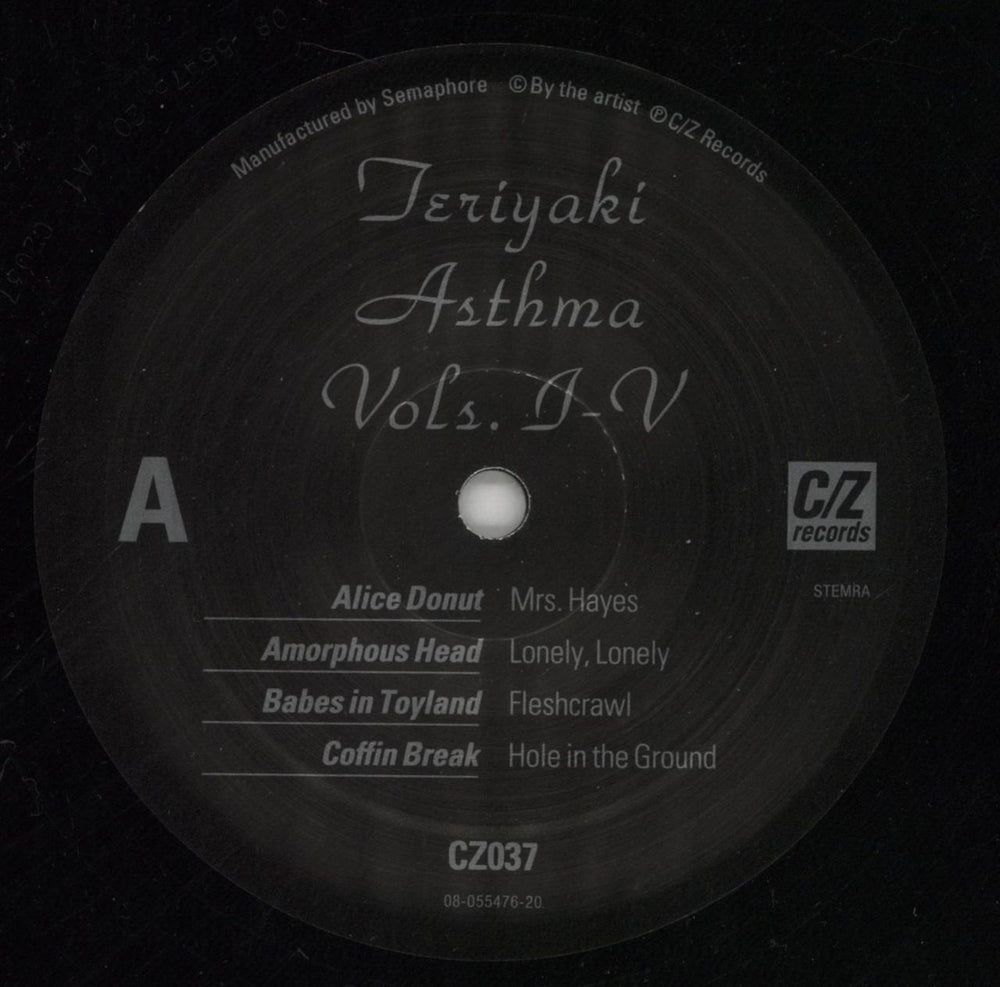 Manufactured by Semaphore © By the artist ℗ C/Z Records
Teriyaki
Asthma
Vol's. I-V
A
C/Z
records
STEMRA
Alice Donut Mrs. Hayes
Amorphous Head Lonely, Lonely
Babes in Toyland Fleshcrawl
Coffin Break Hole in the Ground
CZ037
08-055476-20